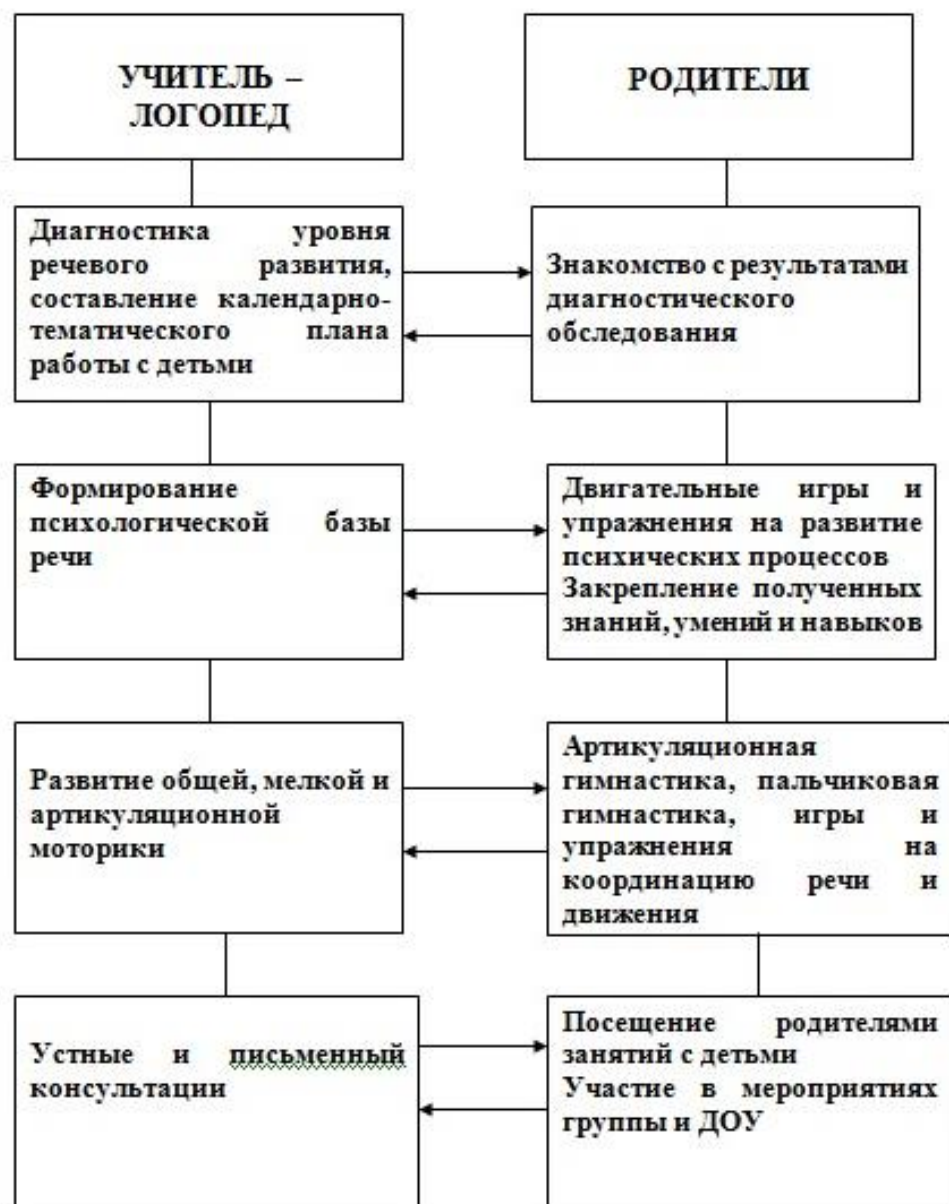 УЧИТЕЛЬ –
ЛОГОПЕД
РОДИТЕЛИ
Диагностика уровня
речевого развития,
составление календарно-
тематического плана
работы с детьми
Знакомство с результатами
диагностического
обследования
Формирование
психологической базы
речи
Двигательные игры и
упражнения на развитие
психических процессов
Закрепление полученных
знаний, умений и навыков
Развитие общей, мелкой и
артикуляционной
моторики
Артикуляционная
гимнастика, пальчиковая
гимнастика, игры и
упражнения на
координацию речи и
движения
Устные и письменный
консультации
Посещение родителями
занятий с детьми
Участие в мероприятиях
группы и ДОУ